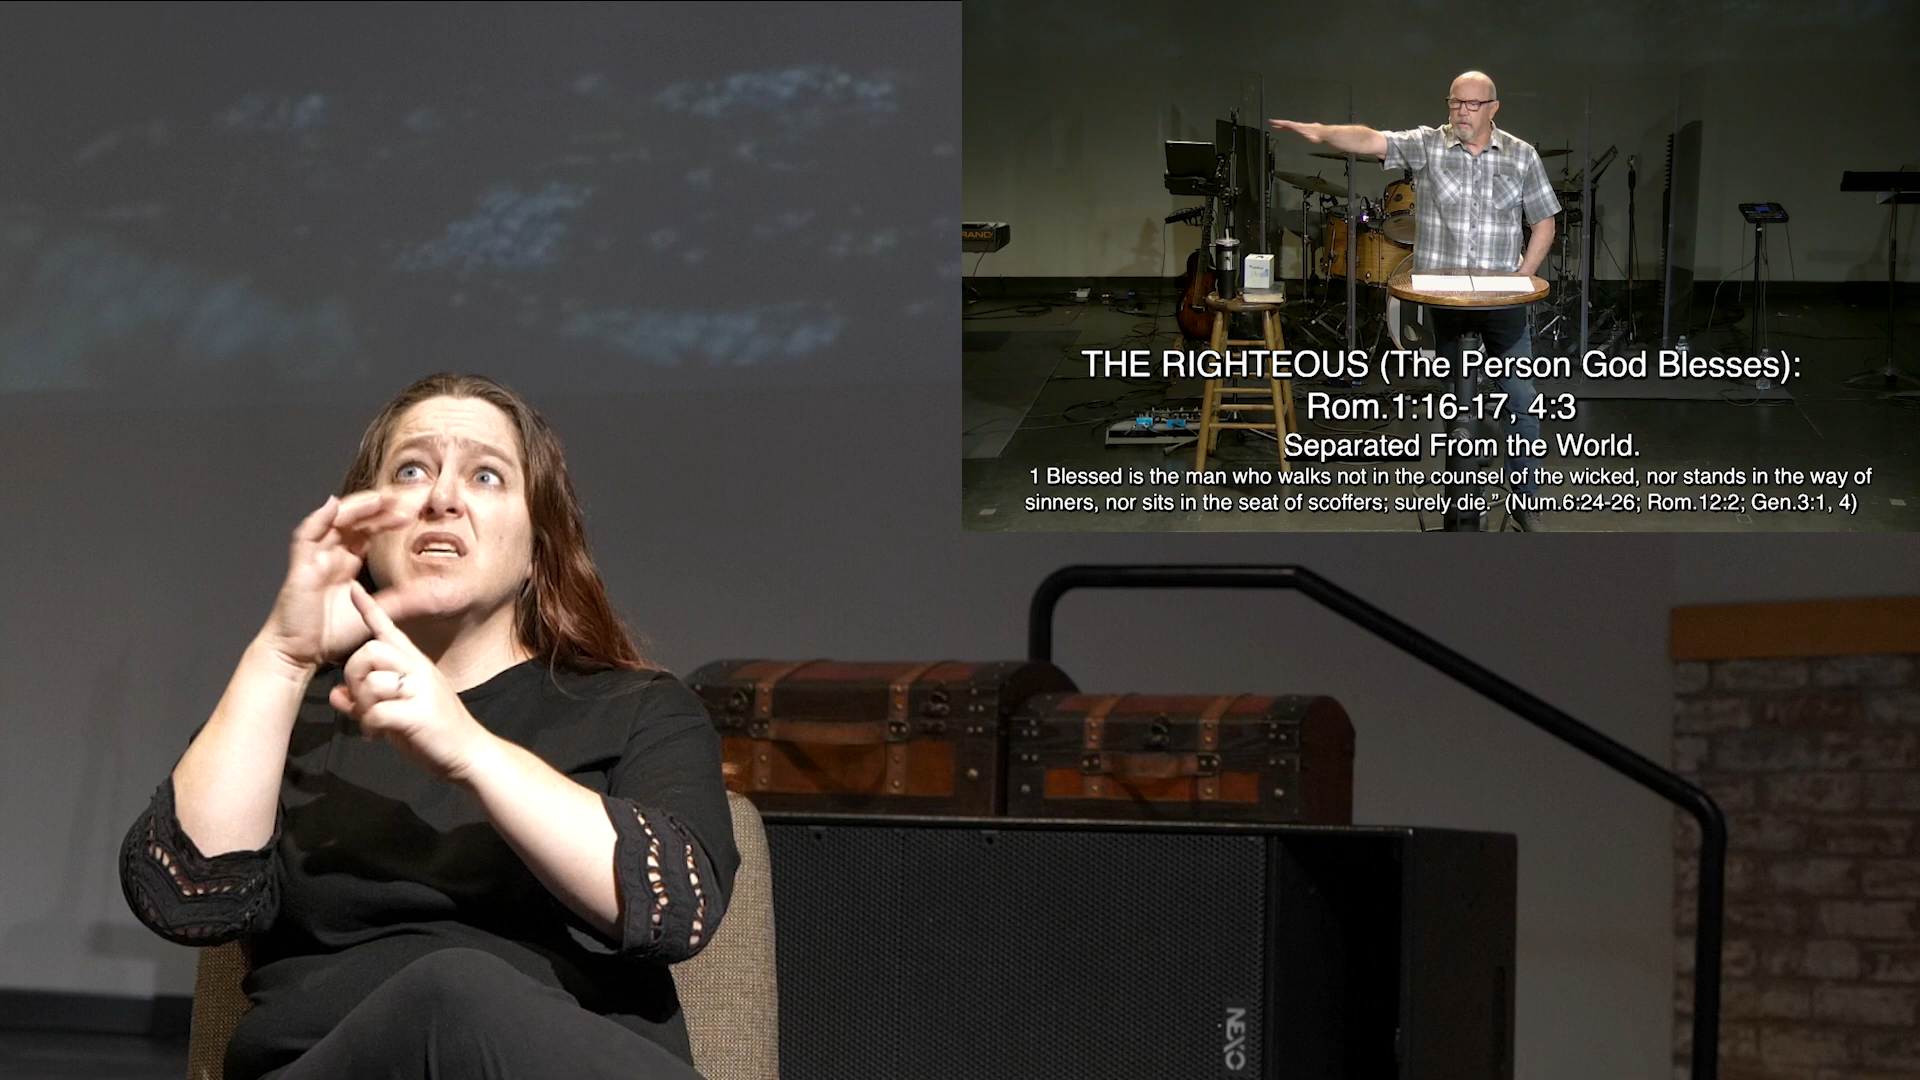 RAND
THE RIGHTEOUS (The Person God Blesses):
Rom.1:16-17, 4:3
Separated From the World.
1 Blessed is the man who walks not in the counsel of the wicked, nor stands in the way of
sinners, nor sits in the seat of scoffers; surely die.” (Num.6:24-26; Rom.12:2; Gen.3:1, 4)
NEXO